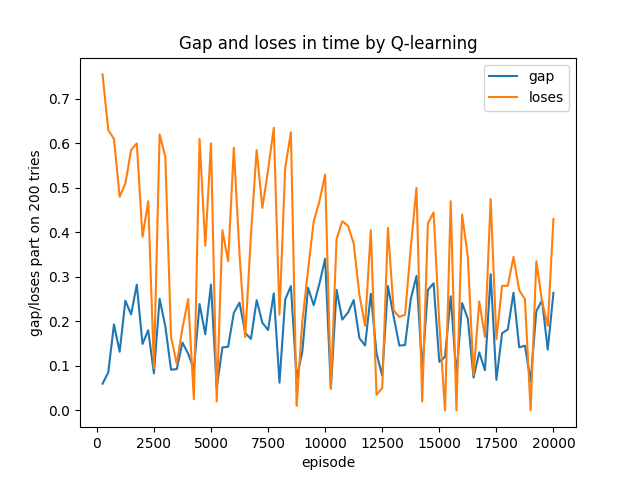 Gap and loses in time by Q-learning
gap
loses
gap/loses part on 200 tries
0.7
0.6
0.5
0.4
0.3
0.2
0.1
0.0
0 2500 5000 7500 10000 12500 15000 17500 20000
episode